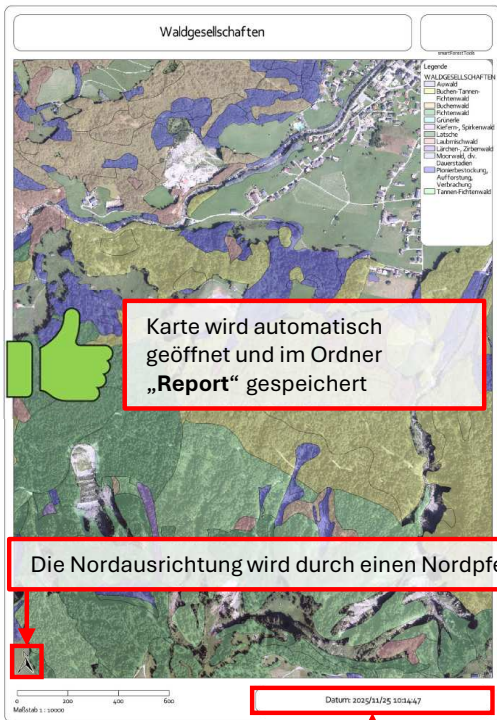 Waldgesellschaften
smartForestTools
Legende
WALDGESELLSCHAFTEN
Auwald
Buchen-Tannen-
Fichtenwald
Buchenwald
Fichtenwald
Grünerle
Kiefern-, Spirkenwald
Latsche
Laubmischwald
Lärchen-, Zirbenwald
Moorwald, div.
Dauerstadien
Pionierbestockung,
Aufforstung,
Verbrachung
Tannen-Fichtenwald
Karte wird automatisch
geöffnet und im Ordner
„Report“ gespeichert
Die Nordausrichtung wird durch einen Nordpfe
0 200 400 600
Maßstab 1 : 10000
Datum: 2025/11/25 10:14:47